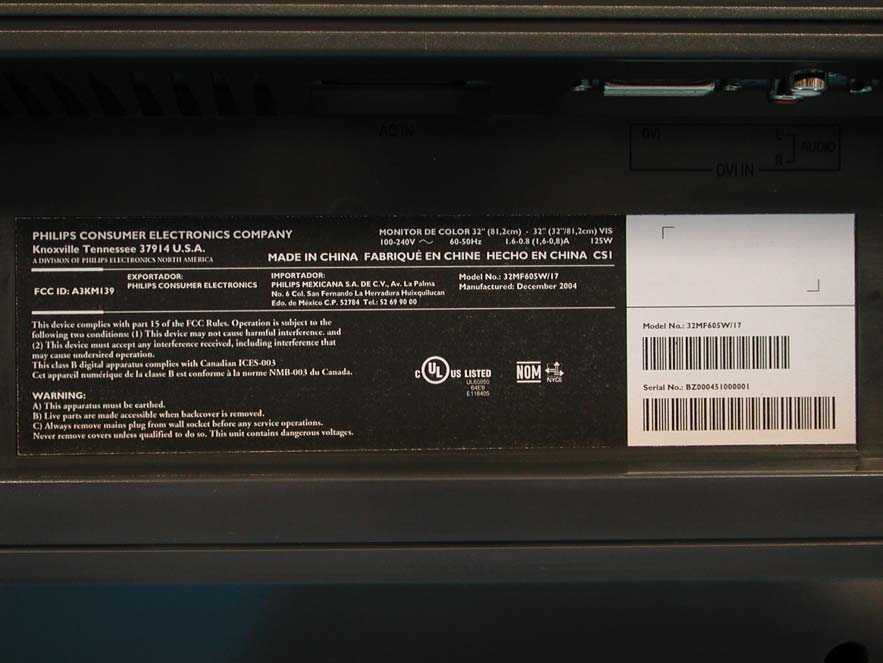 AC IN
DVI
L
R
AUDIO
DVI IN
PHILIPS CONSUMER ELECTRONICS COMPANY
Knoxville Tennessee 37914 U.S.A.
A DIVISION OF PHILIPS ELECTRONICS NORTH AMERICA
MONITOR DE COLOR 32" (81,2cm) - 32" (32"/81,2cm) VIS
100-240V ~ 60-50Hz 1.6-0.8 (1,6-0,8)A 125W
MADE IN CHINA FABRIQUÉ EN CHINE HECHO EN CHINA CSI
FCC ID: A3KM139
EXPORTADOR:
PHILIPS CONSUMER ELECTRONICS
IMPORTADOR:
PHILIPS MEXICANA S.A. DE C.V., Av. La Palma
No. 6 Col. San Fernando La Herradura Huixquilucan
Edo. de México C.P. 52784 Tel.: 52 69 90 00
Model No.: 32MF605W/17
Manufactured: December 2004
This device complies with part 15 of the FCC Rules. Operation is subject to the
following two conditions: (1) This device may not cause harmful interference, and
(2) This device must accept any interference received, including interference that
may cause undersired operation.
This class B digital apparatus complies with Canadian ICES-003
Cet apparéil numérique de la classe B est conforme à la norme NMB-003 du Canada.
WARNING:
A) This apparatus must be earthed.
B) Live parts are made accessible when backcover is removed.
C) Always remove mains plug from wall socket before any service operations.
Never remove covers unless qualified to do so. This unit contains dangerous voltages.
C UL US LISTED
UL60950
64E9
E118405
NOM
NYCE
Model No.: 32MF605W/17
Serial No.: BZ000451000001